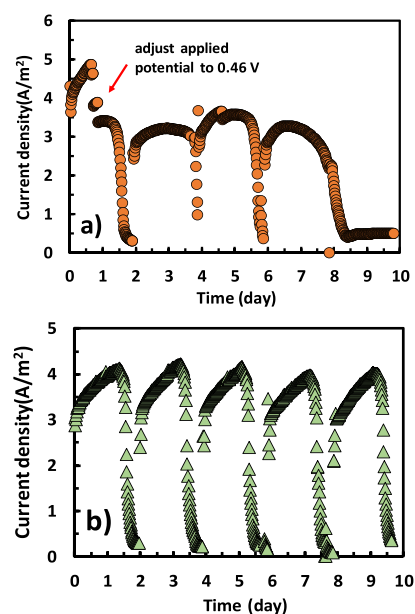 6
5
4
3
2
1
0
Current density(A/m²)
adjust applied
potential to 0.46 V
a)
0 1 2 3 4 5 6 7 8 9 10
Time (day)
5
4
3
2
1
0
Current density(A/m²)
b)
0 1 2 3 4 5 6 7 8 9 10
Time (day)